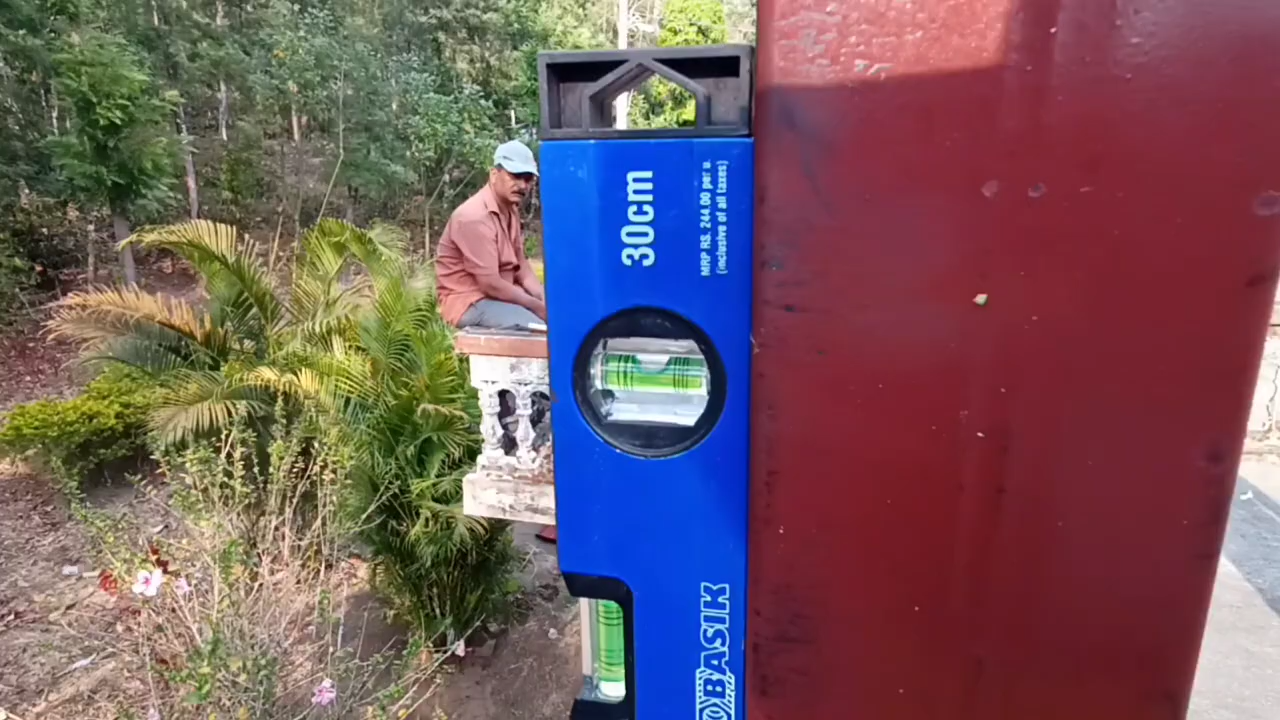 30cm
MRP RS. 244.00 per u.
(inclusive of all taxes)
BASIK